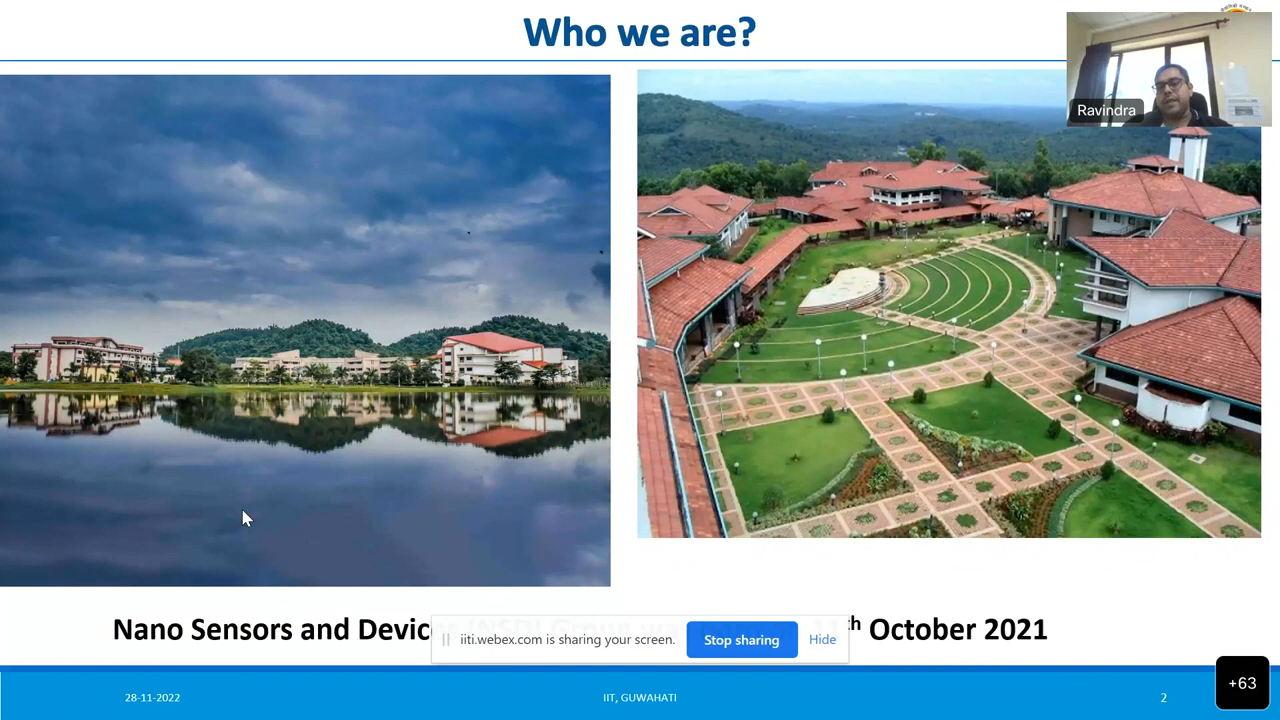 Who we are?
Ravindra
Nano Sensors and Devic
th October 2021
iiti.webex.com is sharing your screen.
Stop sharing
Hide
28-11-2022
IIT, GUWAHATI
2
+63